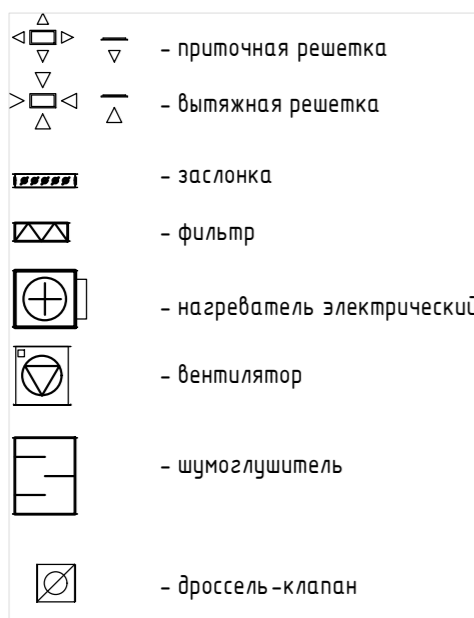 - приточная решетка
- вытяжная решетка
- заслонка
- фильтр
- нагреватель электрический
- вентилятор
- шумоглушитель
- дроссель-клапан